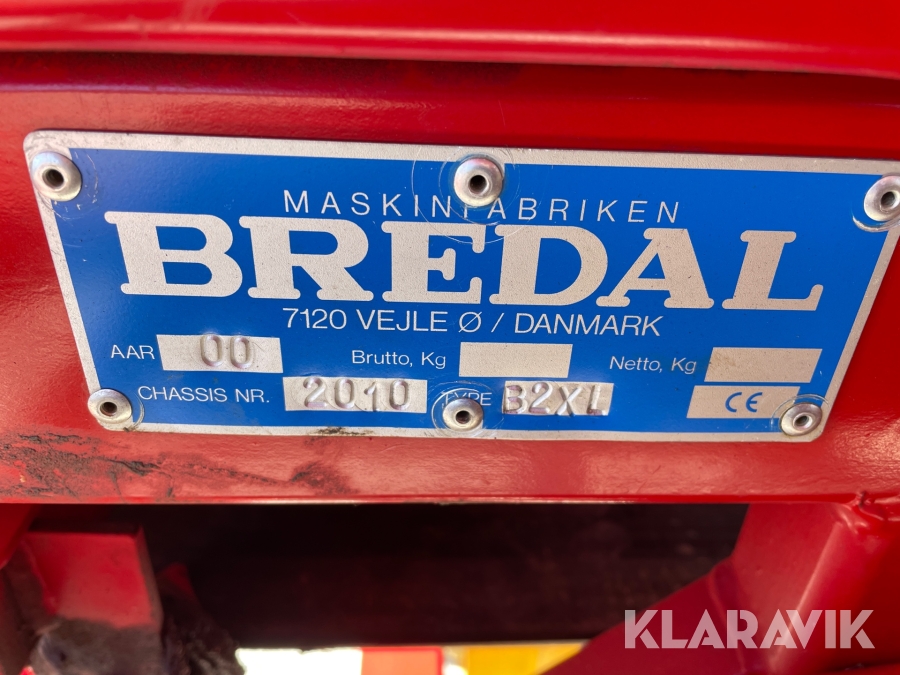 MASKINFABRIKEN
BREDAL
7120 VEJLE Ø / DANMARK
AAR 00 Brutto, Kg Netto, Kg
CHASSIS NR. 2010 TYPE B2XL CE
KLARAVIK